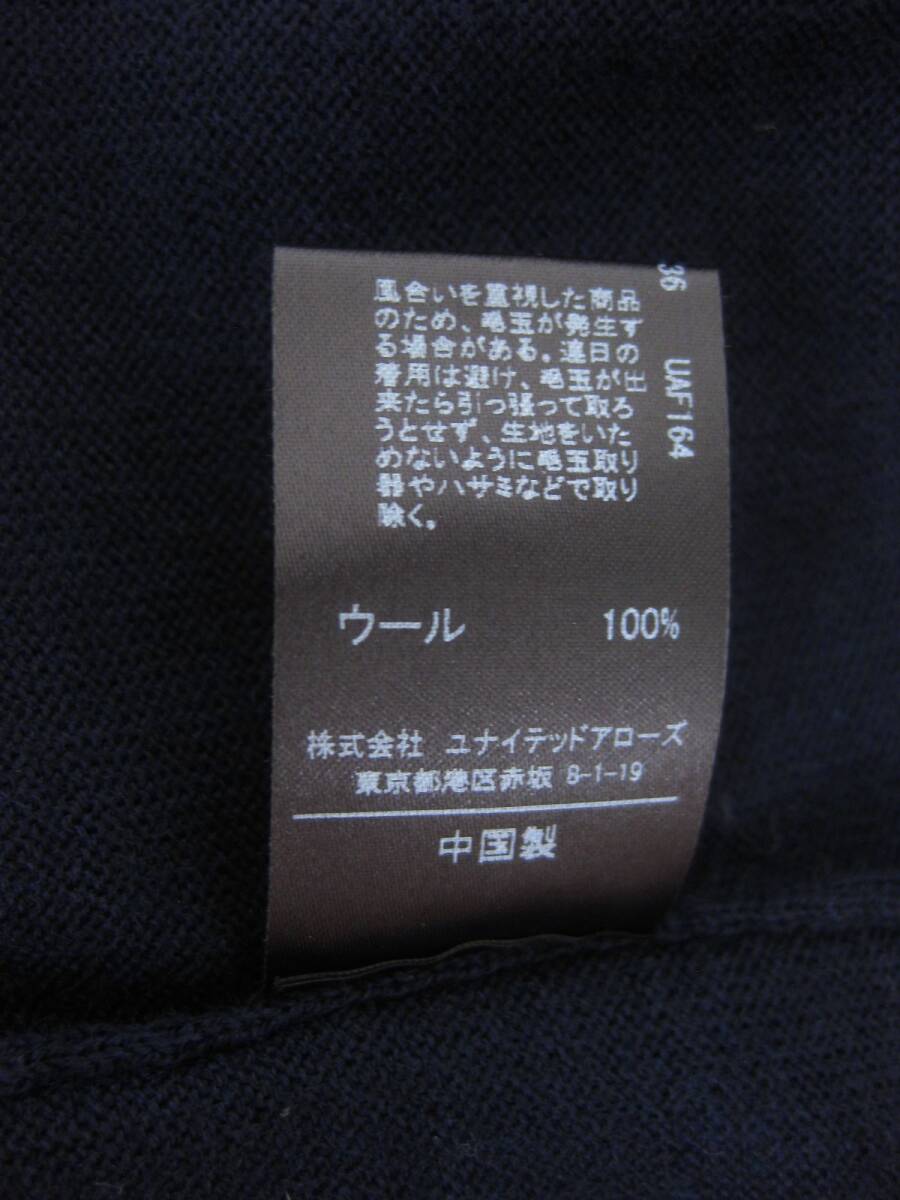 風合いを重視した商品
のため、毛玉が発生す
る場合がある。連日の
着用は避け、毛玉が出
来たら引っ張って取ろ
うとせず、生地をいた
めないように毛玉取り
器やハサミなどで取り
除く。
36 UAF164
ウール 100%
株式会社 ユナイテッドアローズ
東京都港区赤坂 8-1-19
中国製